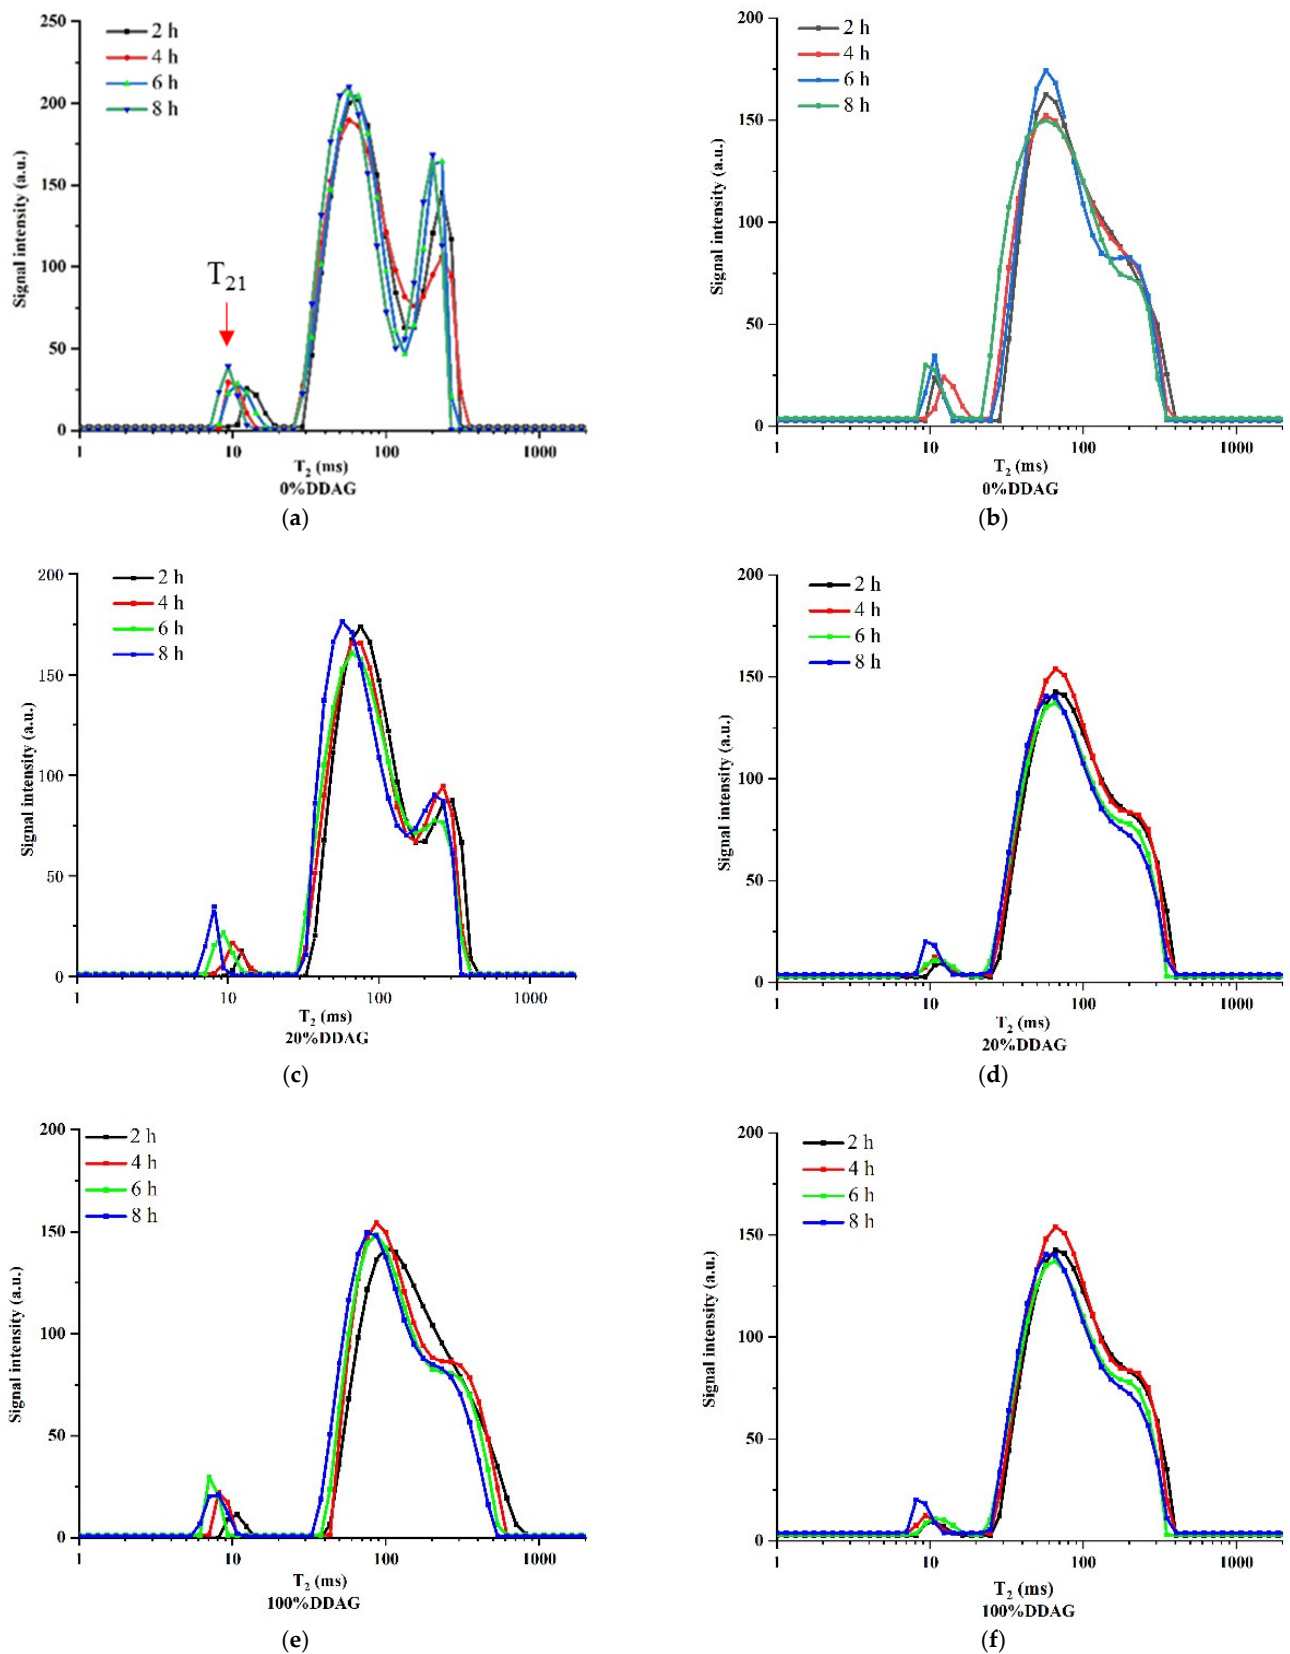 250
200
150
100
50
0
Signal intensity (a.u.)
2 h
4 h
6 h
8 h
T21
1
10
100
1000
T2 (ms)
0%DDAG
(a)
200
150
100
50
0
Signal intensity (a.u.)
2 h
4 h
6 h
8 h
1
10
100
1000
T2 (ms)
0%DDAG
(b)
200
150
100
50
0
Signal intensity (a.u.)
2 h
4 h
6 h
8 h
1
10
100
1000
T2 (ms)
20%DDAG
(c)
200
150
100
50
0
Signal intensity (a.u.)
2 h
4 h
6 h
8 h
1
10
100
1000
T2 (ms)
20%DDAG
(d)
200
150
100
50
0
Signal intensity (a.u.)
2 h
4 h
6 h
8 h
1
10
100
1000
T2 (ms)
100%DDAG
(e)
200
150
100
50
0
Signal intensity (a.u.)
2 h
4 h
6 h
8 h
1
10
100
1000
T2 (ms)
100%DDAG
(f)